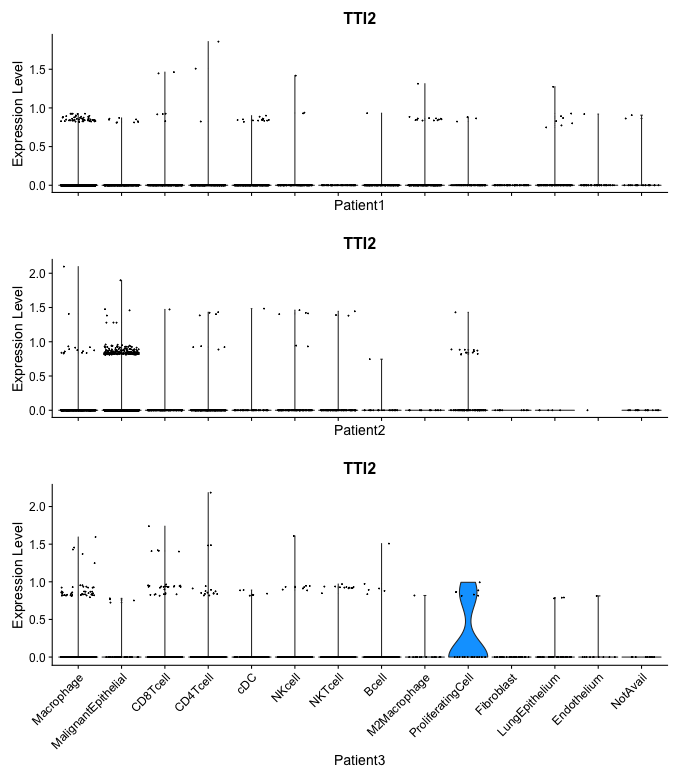 TTI2
Expression Level
1.5
1.0
0.5
0.0
Patient1
TTI2
Expression Level
2.0
1.5
1.0
0.5
0.0
Patient2
TTI2
Expression Level
2.0
1.5
1.0
0.5
0.0
Macrophage
MalignantEpithelial
CD8Tcell
CD4Tcell
cDC
NKcell
NKTcell
Bcell
M2Macrophage
ProliferatingCell
Fibroblast
LungEpithelium
Endothelium
NotAvail
Patient3